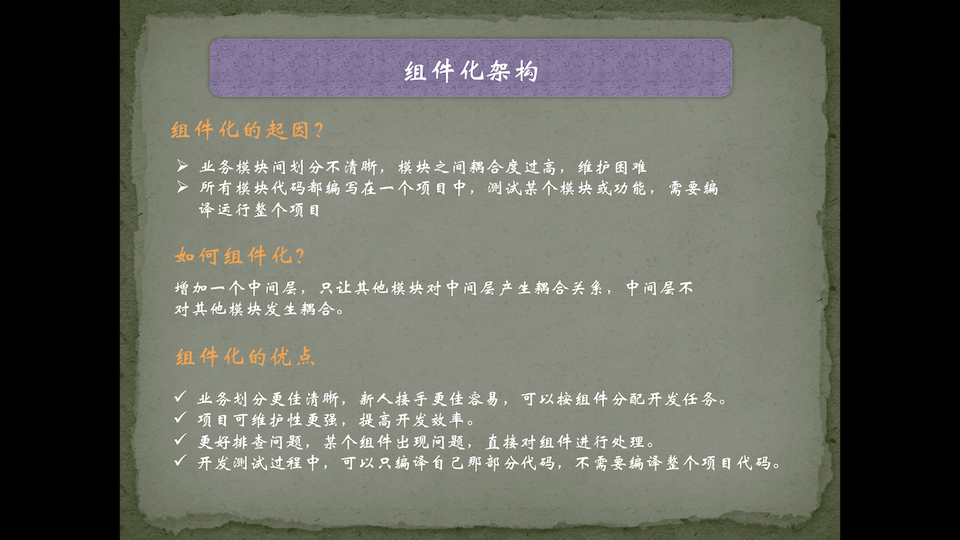 组件化架构
组件化的起因?
业务模块间划分不清晰，模块之间耦合度过高，维护困难
所有模块代码都编写在一个项目中，测试某个模块或功能，需要编
译运行整个项目
如何组件化?
增加一个中间层，只让其他模块对中间层产生耦合关系，中间层不
对其他模块发生耦合。
组件化的优点
业务划分更佳清晰，新人接手更佳容易，可以按组件分配开发任务。
项目可维护性更强，提高开发效率。
更好排查问题，某个组件出现问题，直接对组件进行处理。
开发测试过程中，可以只编译自己那部分代码，不需要编译整个项目代码。